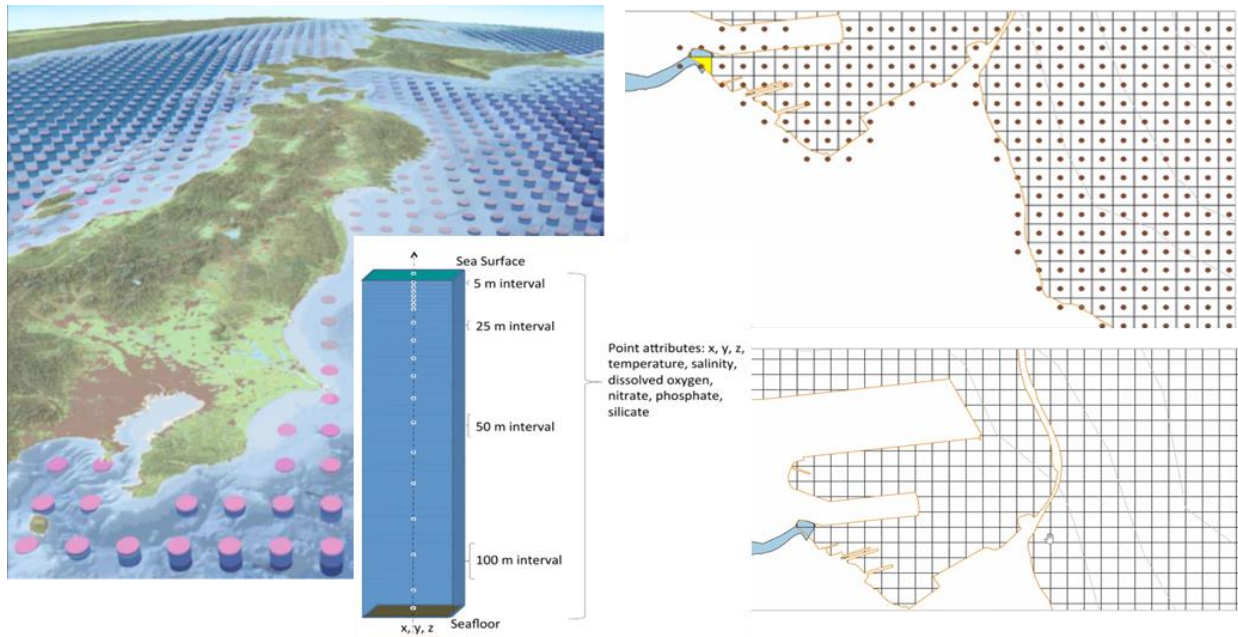 Sea Surface
5 m interval
25 m interval
Point attributes: x, y, z,
temperature, salinity,
dissolved oxygen,
nitrate, phosphate,
silicate
50 m interval
100 m interval
Seafloor
x, y, z